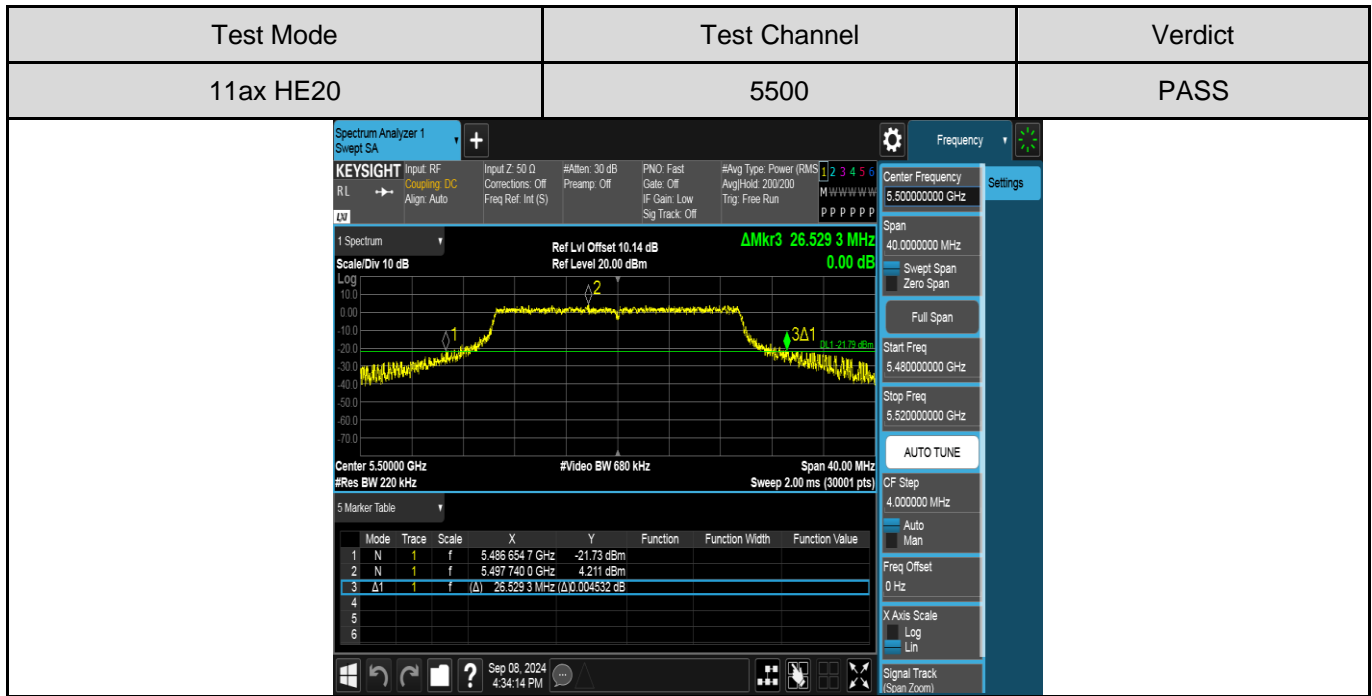 Test Mode Test Channel Verdict
11ax HE20 5500 PASS
Spectrum Analyzer 1
Swept SA
+
Frequency
KEYSIGHT Input: RF Input Z: 50 Ω #Atten: 30 dB PNO: Fast #Avg Type: Power (RMS 1 2 3 4 5 6
RL Coupling: DC Corrections: Off Preamp: Off Gate: Off Avg|Hold: 200/200 M W W W W W
Align: Auto Freq Ref: Int (S) IF Gain: Low Trig: Free Run
LXI Sig Track: Off P P P P P P
1 Spectrum Ref Lvl Offset 10.14 dB ΔMkr3 26.529 3 MHz
Scale/Div 10 dB Ref Level 20.00 dBm 0.00 dB
Log
10.0
0.00
-10.0
-20.0
-30.0
-40.0
-50.0
-60.0
-70.0
1
2
3Δ1
DL1 -21.79 dBm
Center 5.50000 GHz #Video BW 680 kHz Span 40.00 MHz
#Res BW 220 kHz Sweep 2.00 ms (30001 pts)
5 Marker Table
Mode Trace Scale X Y Function Function Width Function Value
1 N 1 f 5.486 654 7 GHz -21.73 dBm
2 N 1 f 5.497 740 0 GHz 4.211 dBm
3 Δ1 1 f (Δ) 26.529 3 MHz (Δ) 0.004532 dB
4
5
6
? Sep 08, 2024
4:34:14 PM
Center Frequency
5.500000000 GHz
Settings
Span
40.0000000 MHz
Swept Span
Zero Span
Full Span
Start Freq
5.480000000 GHz
Stop Freq
5.520000000 GHz
AUTO TUNE
CF Step
4.000000 MHz
Auto
Man
Freq Offset
0 Hz
X Axis Scale
Log
Lin
Signal Track
(Span Zoom)